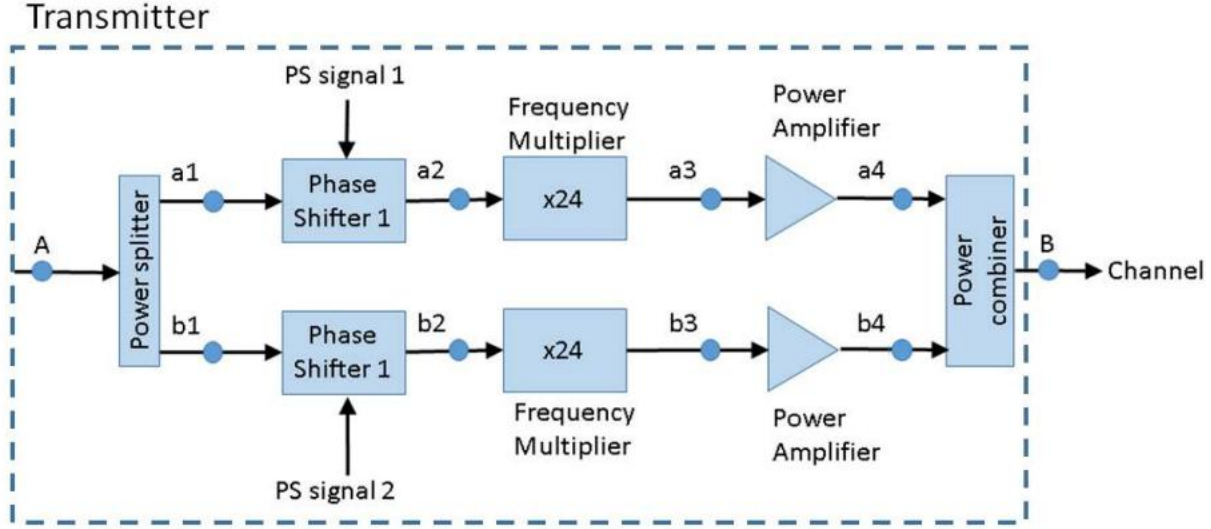 Transmitter
PS signal 1
Frequency
Multiplier
Power
Amplifier
a1
Phase
Shifter 1
a2
x24
a3
a4
A
Power splitter
Power
combiner
B
Channel
b1
Phase
Shifter 1
b2
x24
b3
b4
Frequency
Multiplier
Power
Amplifier
PS signal 2